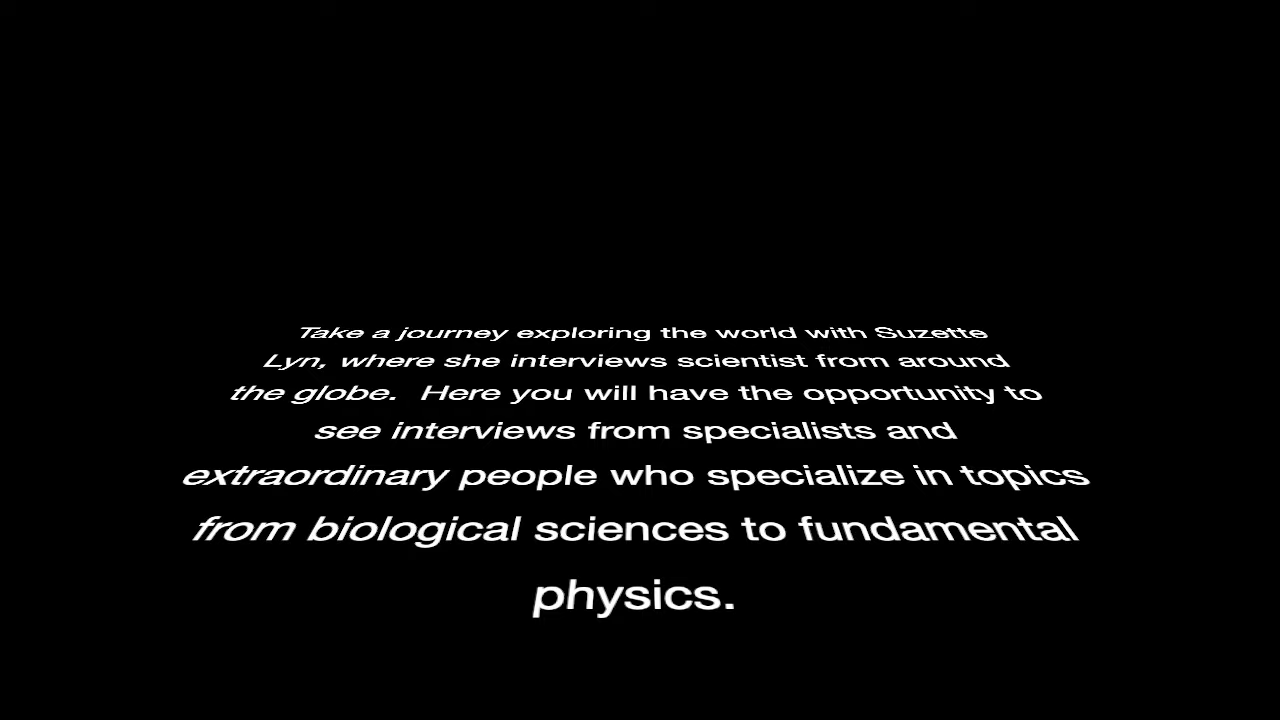 Take a journey exploring the world with Suzette
Lyn, where she interviews scientist from around
the globe.  Here you will have the opportunity to
see interviews from specialists and
extraordinary people who specialize in topics
from biological sciences to fundamental
physics.